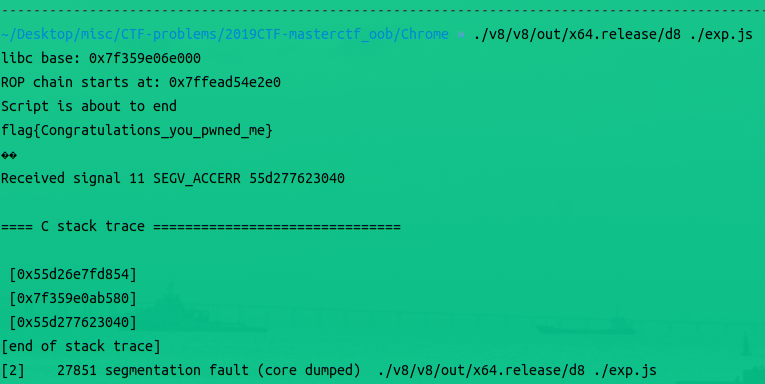 ~/Desktop/misc/CTF-problems/2019CTF-masterctf_oob/Chrome ./v8/v8/out/x64.release/d8 ./exp.js
libc base: 0x7f359e06e000
ROP chain starts at: 0x7ffead54e2e0
Script is about to end
flag{Congratulations_you_pwned_me}
��
Received signal 11 SEGV_ACCERR 55d277623040
==== C stack trace ===============================
[0x55d26e7fd854]
[0x7f359e0ab580]
[0x55d277623040]
[end of stack trace]
[2]    27851 segmentation fault (core dumped)  ./v8/v8/out/x64.release/d8 ./exp.js